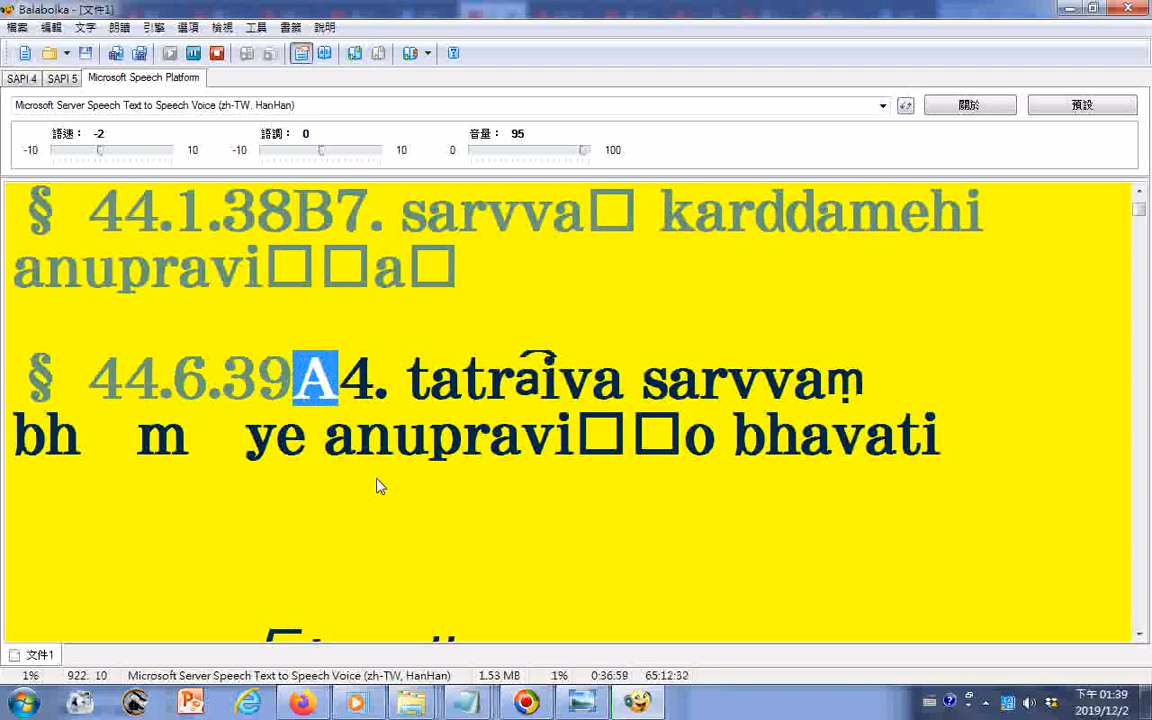 Balabolka - [文件1]
檔案 編輯 文字 朗讀 引擎 選項 檢視 工具 書籤 說明
SAPI 4 SAPI 5 Microsoft Speech Platform
Microsoft Server Speech Text to Speech Voice (zh-TW, HanHan) 關於 預設
語速： -2 語調： 0 音量： 95
-10 10 -10 10 0 100
§ 44.1.38B7. sarvva□ karddamehi
anupravi□□a□
§ 44.6.39A4. tatra͡iva sarvvaṃ
bh m ye anupravi□□o bhavati
文件1
1% 922: 10 Microsoft Server Speech Text to Speech Voice (zh-TW, HanHan) 1.53 MB 1% 0:36:59 65:12:32
下午 01:39
2019/12/2